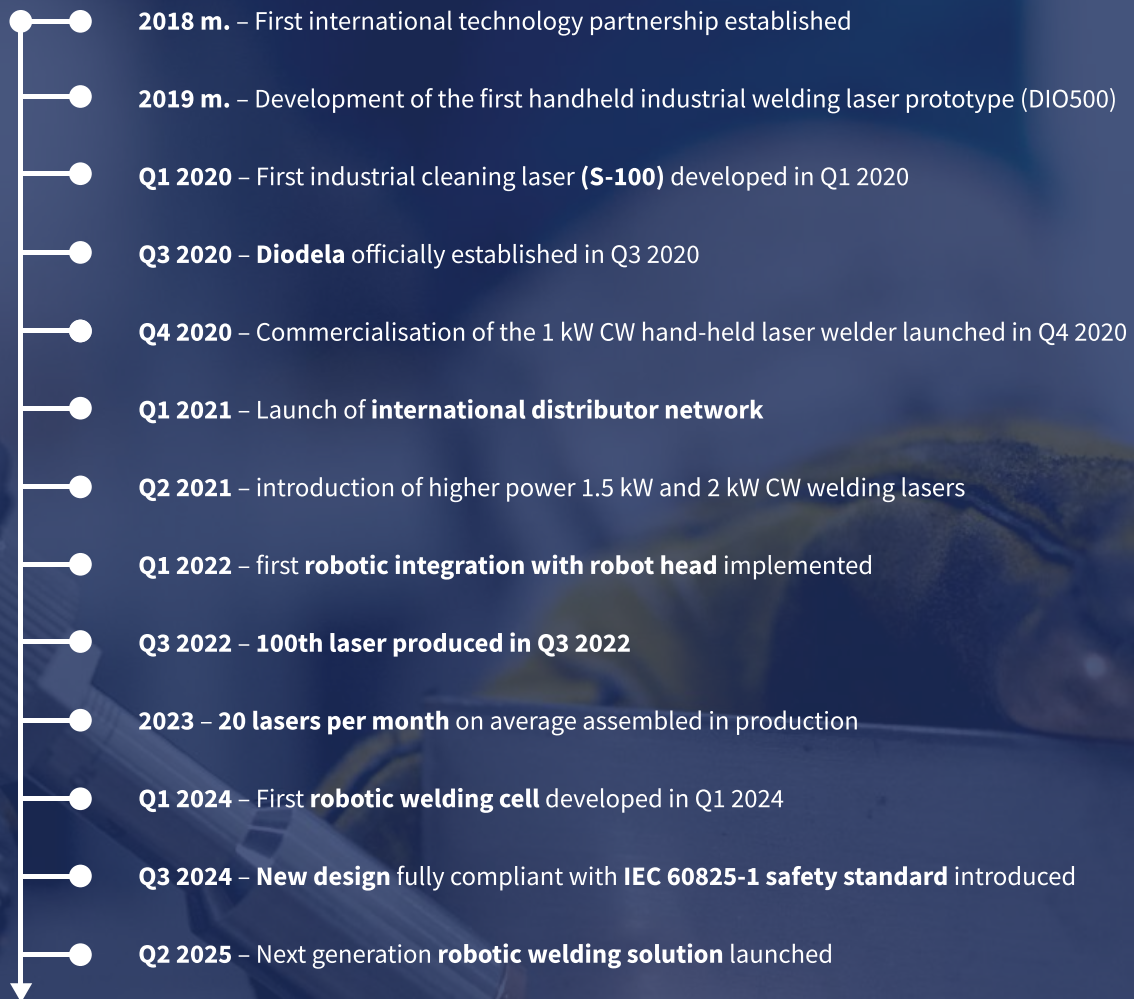 2018 m. – First international technology partnership established
2019 m. – Development of the first handheld industrial welding laser prototype (DIO500)
Q1 2020 – First industrial cleaning laser (S-100) developed in Q1 2020
Q3 2020 – Diodela officially established in Q3 2020
Q4 2020 – Commercialisation of the 1 kW CW hand-held laser welder launched in Q4 2020
Q1 2021 – Launch of international distributor network
Q2 2021 – introduction of higher power 1.5 kW and 2 kW CW welding lasers
Q1 2022 – first robotic integration with robot head implemented
Q3 2022 – 100th laser produced in Q3 2022
2023 – 20 lasers per month on average assembled in production
Q1 2024 – First robotic welding cell developed in Q1 2024
Q3 2024 – New design fully compliant with IEC 60825-1 safety standard introduced
Q2 2025 – Next generation robotic welding solution launched